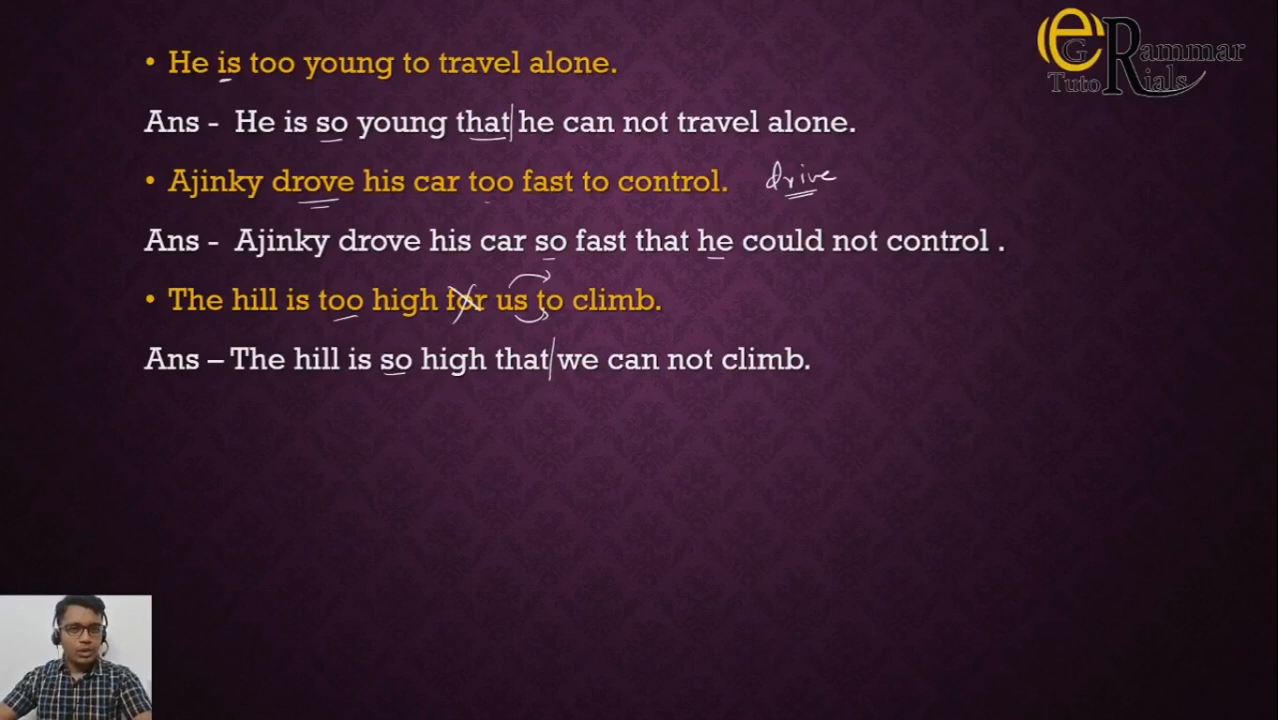 eGRammar
TutoRials
• He is too young to travel alone.
Ans - He is so young that he can not travel alone.
• Ajinky drove his car too fast to control. drive
Ans - Ajinky drove his car so fast that he could not control .
• The hill is too high for us to climb.
Ans – The hill is so high that we can not climb.